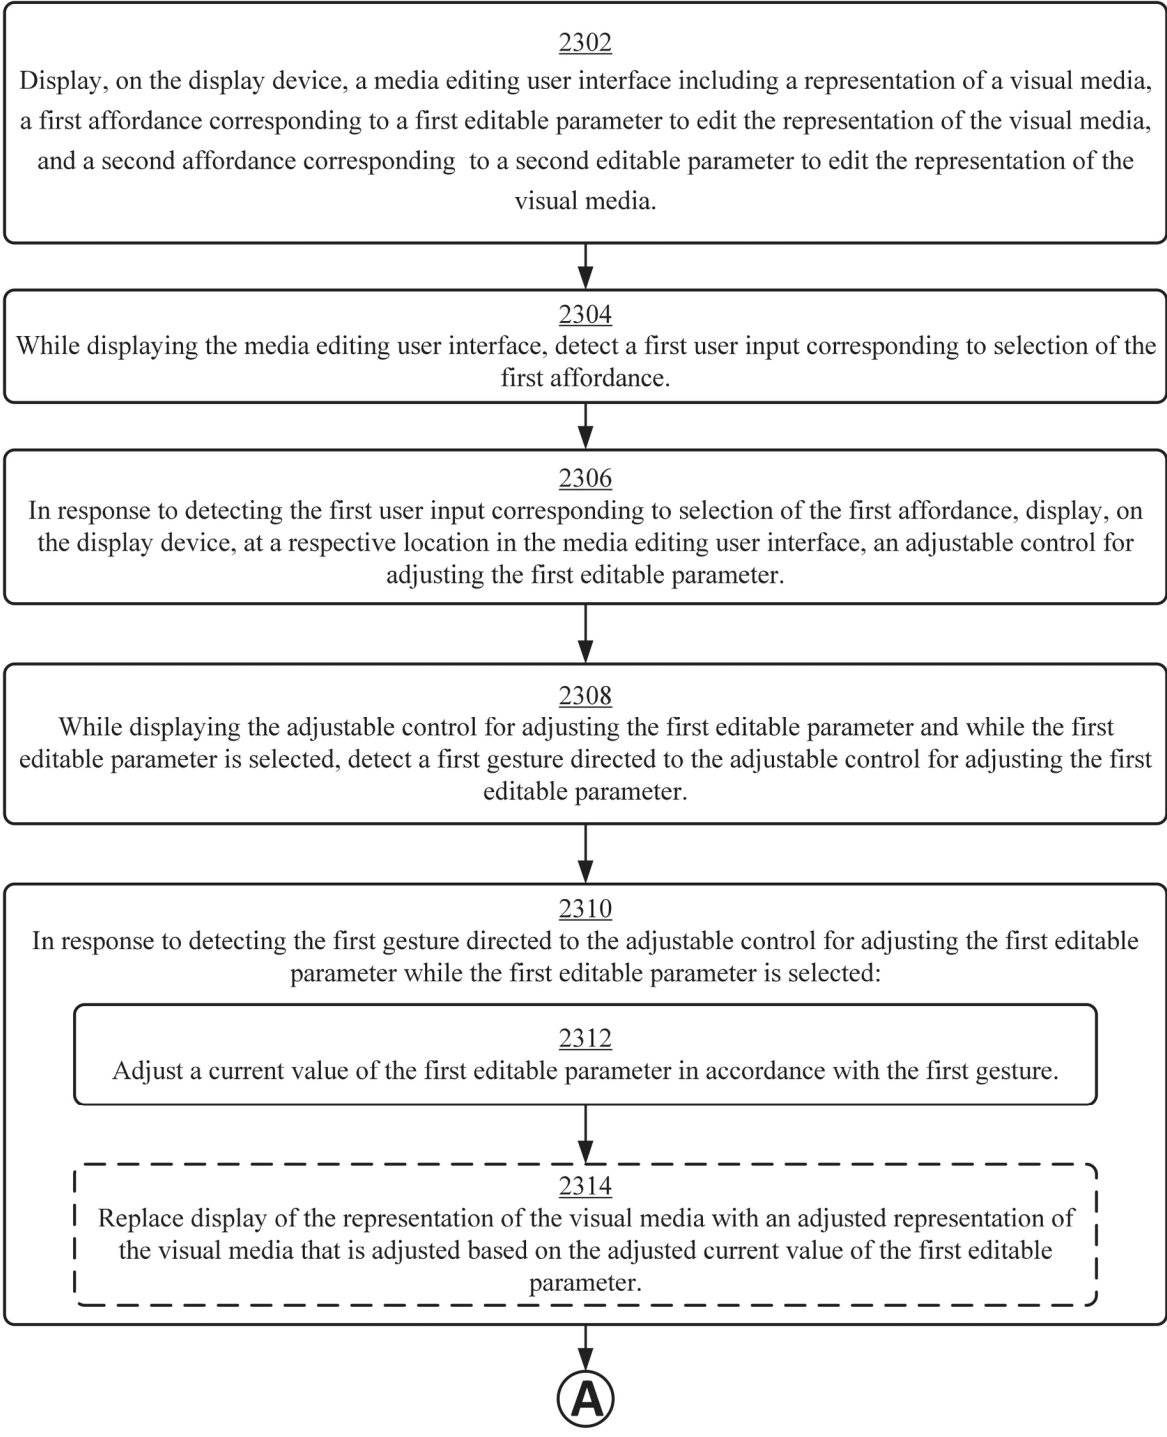 2302
Display, on the display device, a media editing user interface including a representation of a visual media,
a first affordance corresponding to a first editable parameter to edit the representation of the visual media,
and a second affordance corresponding to a second editable parameter to edit the representation of the
visual media.
2304
While displaying the media editing user interface, detect a first user input corresponding to selection of the
first affordance.
2306
In response to detecting the first user input corresponding to selection of the first affordance, display, on
the display device, at a respective location in the media editing user interface, an adjustable control for
adjusting the first editable parameter.
2308
While displaying the adjustable control for adjusting the first editable parameter and while the first
editable parameter is selected, detect a first gesture directed to the adjustable control for adjusting the first
editable parameter.
2310
In response to detecting the first gesture directed to the adjustable control for adjusting the first editable
parameter while the first editable parameter is selected:
2312
Adjust a current value of the first editable parameter in accordance with the first gesture.
2314
Replace display of the representation of the visual media with an adjusted representation of
the visual media that is adjusted based on the adjusted current value of the first editable
parameter.
A